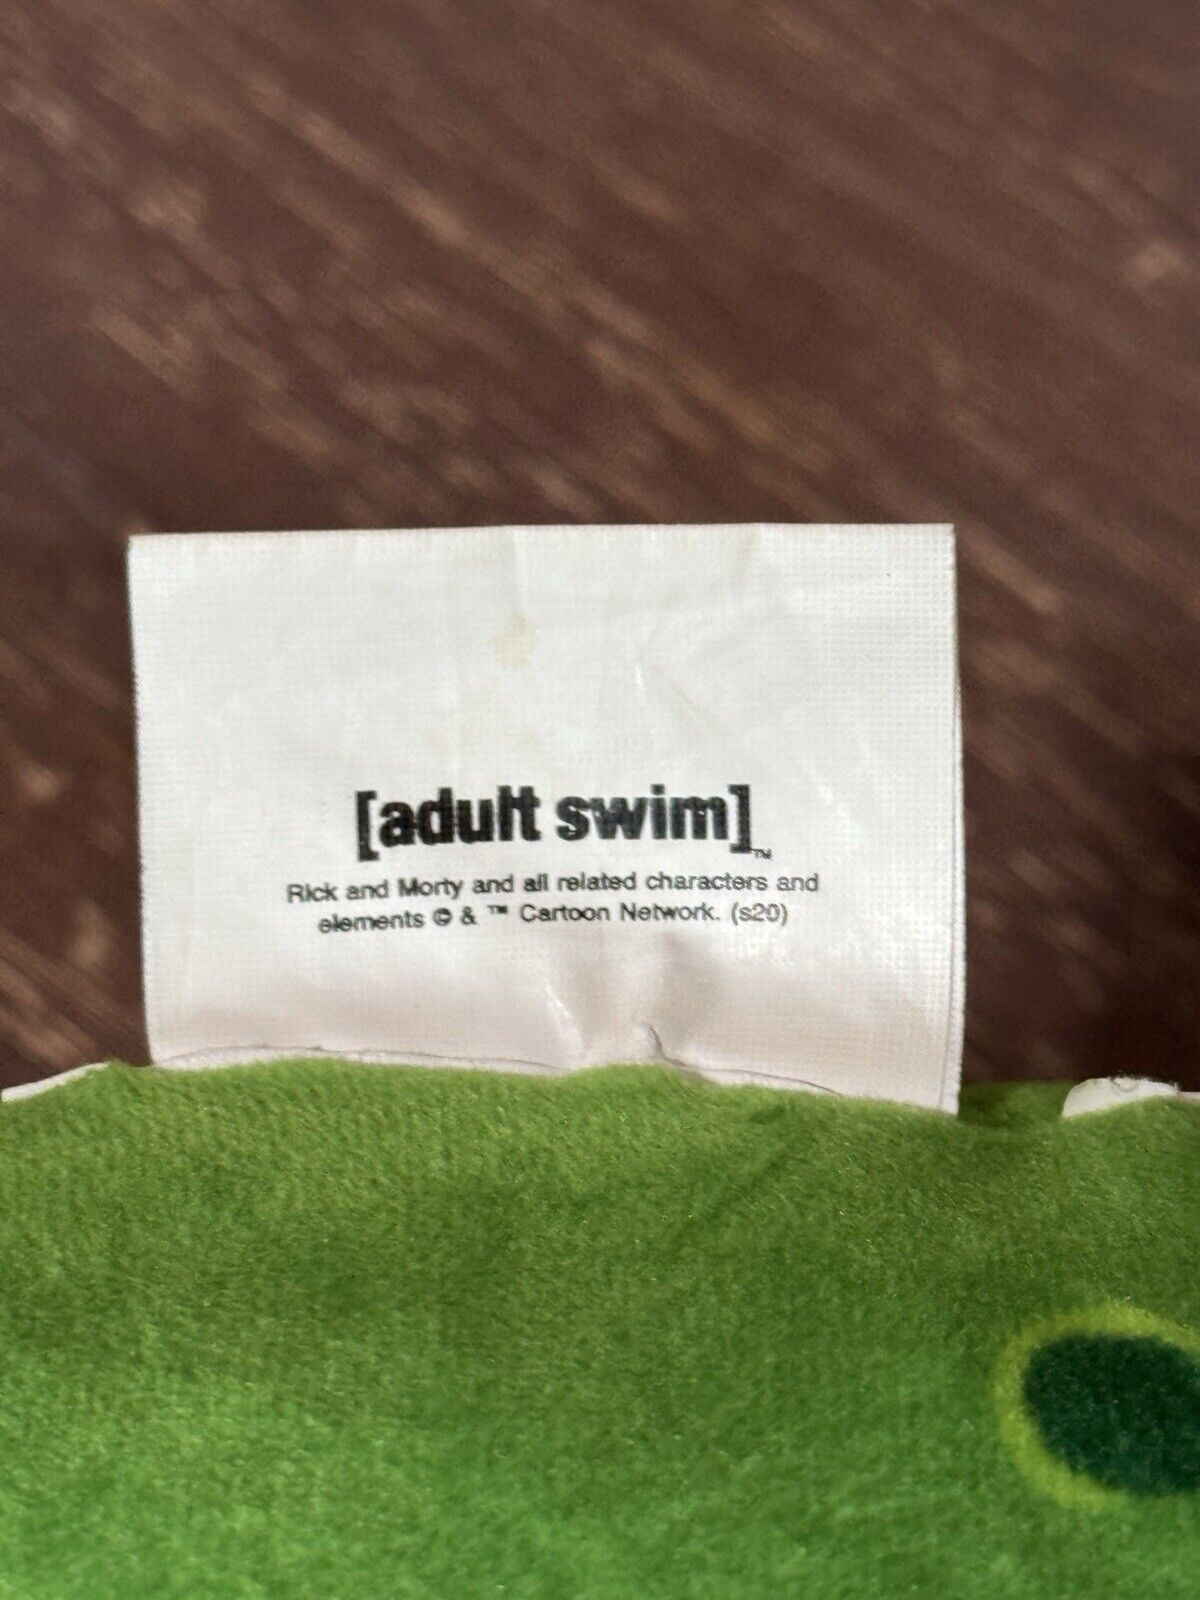 [adult swim]™
Rick and Morty and all related characters and
elements © & ™ Cartoon Network. (s20)